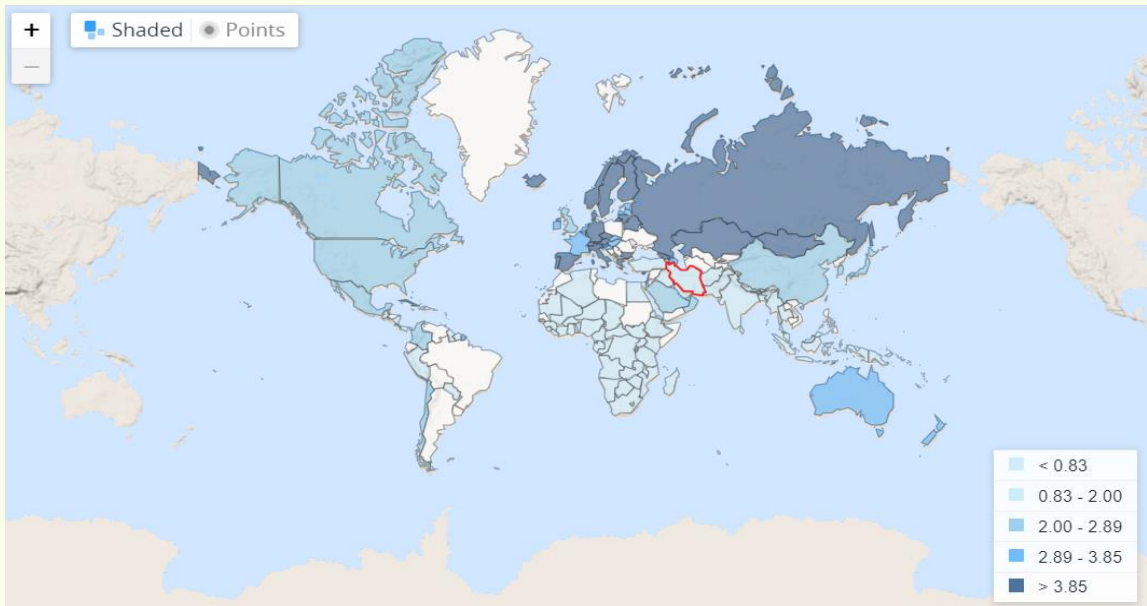 +
Shaded
Points
−
< 0.83
0.83 - 2.00
2.00 - 2.89
2.89 - 3.85
> 3.85